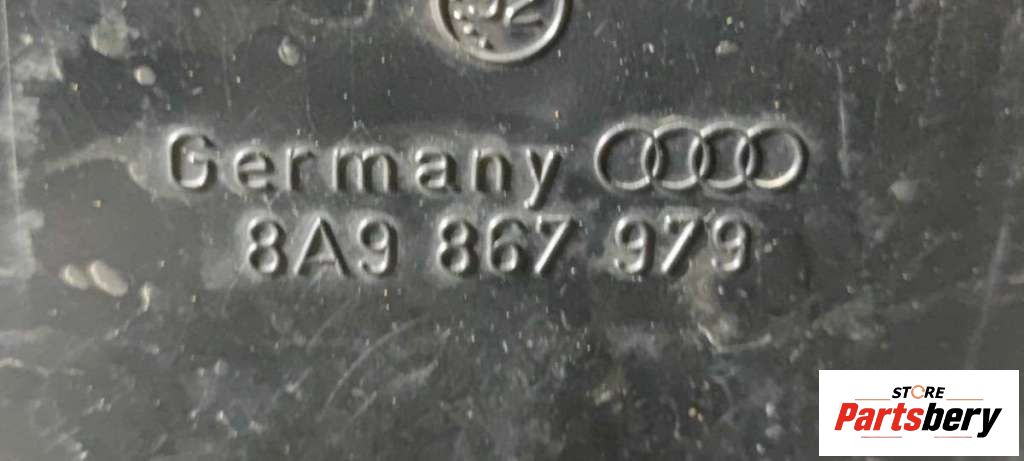 Germany
8A9 867 979
STORE
Partsbery